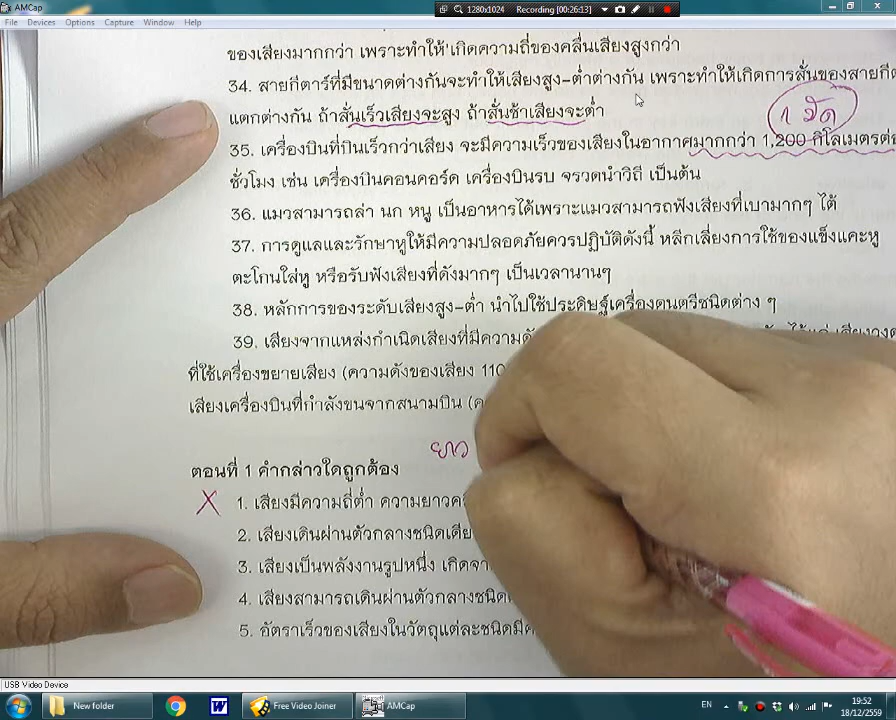 AMCap
1280x1024 Recording [00:26:13]
File Devices Options Capture Window Help
ของเสียงมากกว่า เพราะทำให้เกิดความถี่ของคลื่นเสียงสูงกว่า
34. สายกีตาร์ที่มีขนาดต่างกันจะทำให้เสียงสูง-ต่ำต่างกัน เพราะทำให้เกิดการสั่นของสายกีต
แตกต่างกัน ถ้าสั่นเร็วเสียงจะสูง ถ้าสั่นช้าเสียงจะต่ำ
35. เครื่องบินที่บินเร็วกว่าเสียง จะมีความเร็วของเสียงในอากาศมากกว่า 1,200 กิโลเมตรต่อ
ชั่วโมง เช่น เครื่องบินคอนคอร์ด เครื่องบินรบ จรวดนำวิถี เป็นต้น
36. แมวสามารถล่า นก หนู เป็นอาหารได้เพราะแมวสามารถฟังเสียงที่เบามากๆ ได้
37. การดูแลและรักษาหูให้มีความปลอดภัยควรปฏิบัติดังนี้ หลีกเลี่ยงการใช้ของแข็งแคะหู
ตะโกนใส่หู หรือรับฟังเสียงที่ดังมากๆ เป็นเวลานานๆ
38. หลักการของระดับเสียงสูง-ต่ำ นำไปใช้ประดิษฐ์เครื่องดนตรีชนิดต่าง ๆ
39. เสียงจากแหล่งกำเนิดเสียงที่มีความดัง
ที่ใช้เครื่องขยายเสียง (ความดังของเสียง 110
เสียงเครื่องบินที่กำลังขนจากสนามบิน (ค
ยาว
ตอนที่ 1 คำกล่าวใดถูกต้อง
X 1. เสียงมีความถี่ต่ำ ความยาวคลื่
2. เสียงเดินผ่านตัวกลางชนิดเดีย
3. เสียงเป็นพลังงานรูปหนึ่ง เกิดจา
4. เสียงสามารถเดินผ่านตัวกลางชนิด
5. อัตราเร็วของเสียงในวัตถุแต่ละชนิดมี
USB Video Device
New folder Free Video Joiner AMCap EN 19:52
18/12/2559